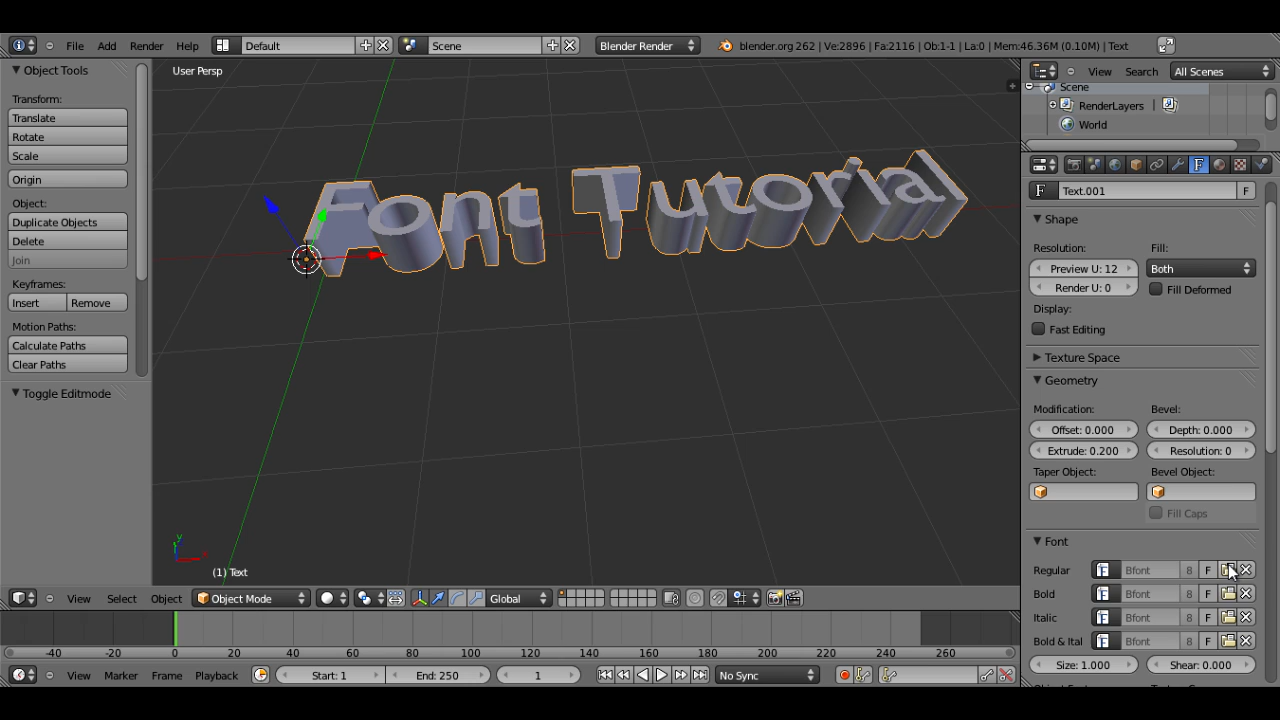 File Add Render Help Default Scene Blender Render blender.org 262 | Ve:2896 | Fa:2116 | Ob:1-1 | La:0 | Mem:46.36M (0.10M) | Text
Object Tools
Transform:
Translate
Rotate
Scale
Origin
Object:
Duplicate Objects
Delete
Join
Keyframes:
Insert Remove
Motion Paths:
Calculate Paths
Clear Paths
Toggle Editmode
User Persp
Font Tutorial
y
(1) Text
View Select Object Object Mode Global
-40 -20 0 20 40 60 80 100 120 140 160 180 200 220 240 260
View Marker Frame Playback Start: 1 End: 250 1 No Sync
View Search All Scenes
Scene
RenderLayers |
World
F Text.001 F
Shape
Resolution: Fill:
Preview U: 12 Both
Render U: 0 Fill Deformed
Display:
Fast Editing
Texture Space
Geometry
Modification: Bevel:
Offset: 0.000 Depth: 0.000
Extrude: 0.200 Resolution: 0
Taper Object: Bevel Object:
Fill Caps
Font
Regular F Bfont 8 F
Bold F Bfont 8 F
Italic F Bfont 8 F
Bold & Ital F Bfont 8 F
Size: 1.000 Shear: 0.000